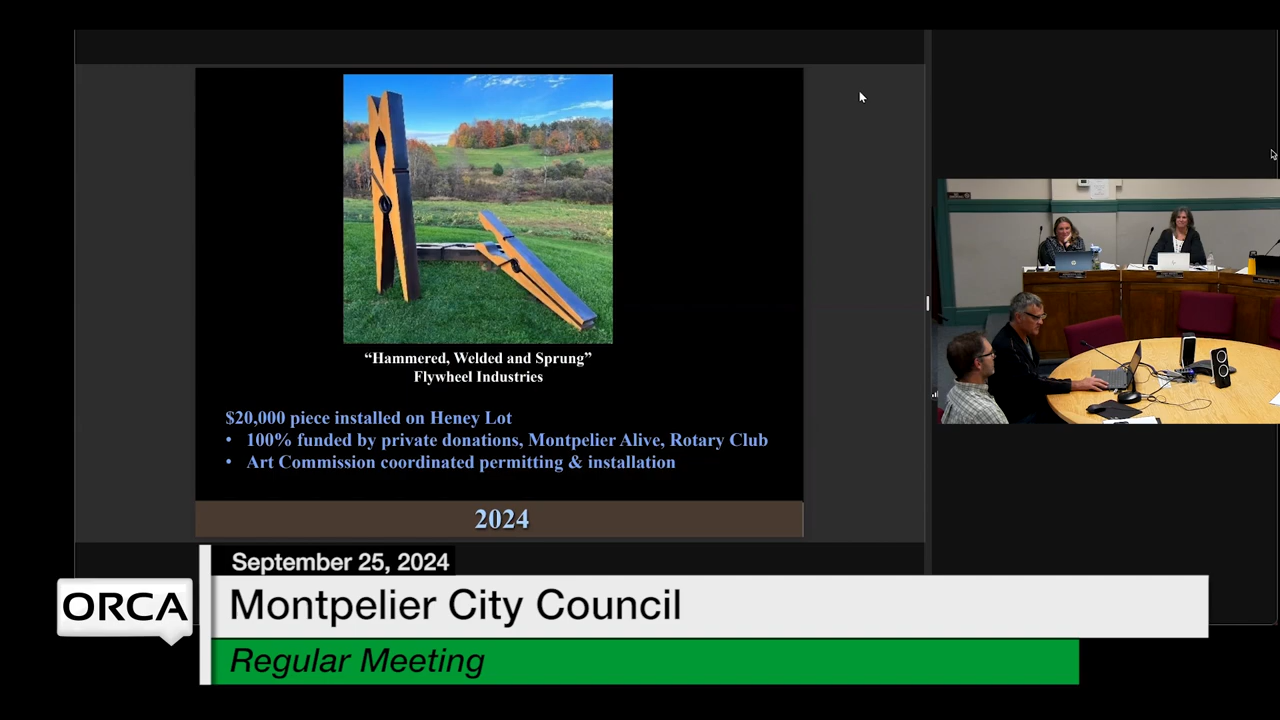 “Hammered, Welded and Sprung”
Flywheel Industries
$20,000 piece installed on Heney Lot
• 100% funded by private donations, Montpelier Alive, Rotary Club
• Art Commission coordinated permitting & installation
2024
September 25, 2024
ORCA
Montpelier City Council
Regular Meeting